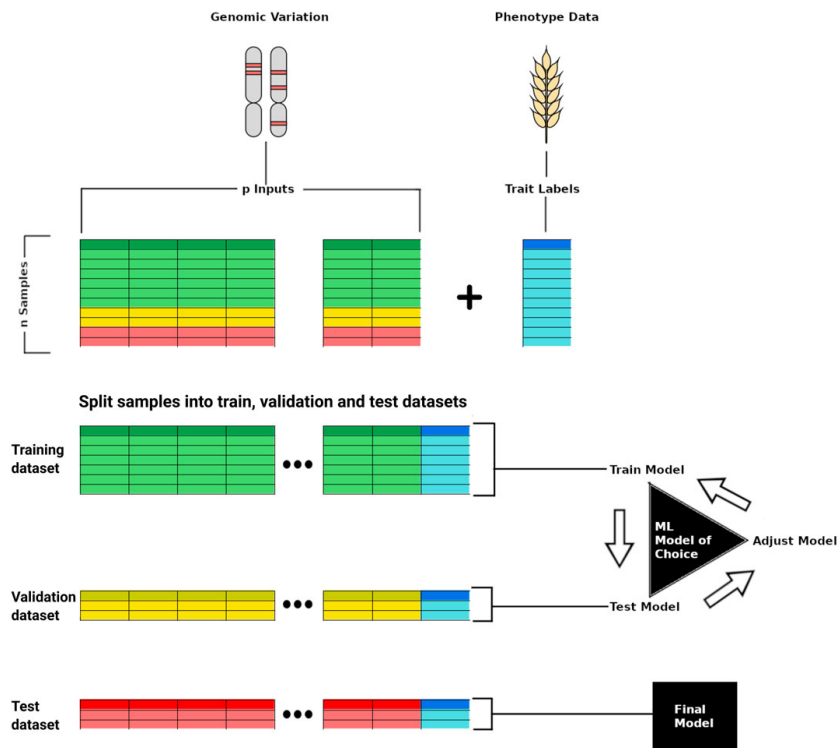 Genomic Variation
Phenotype Data
p Inputs
Trait Labels
n Samples
Split samples into train, validation and test datasets
Training
dataset
Train Model
ML
Model of
Choice
Adjust Model
Validation
dataset
Test Model
Test
dataset
Final
Model